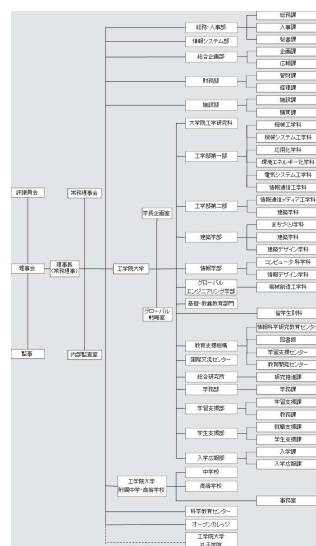 総務課
総務・人事部
人事課
秘書課
情報システム部
企画課
総合企画部
広報課
管財課
財務部
経理課
施設課
施設部
購買課
大学院工学研究科
機械工学科
機械システム工学科
応用化学科
工学部第一部
環境エネルギー化学科
電気システム工学科
情報通信工学科
情報通信メディア工学科
工学部第二部
建築学科
まちづくり学科
建築学部
建築学科
建築デザイン学科
コンピュータ科学科
情報学部
情報デザイン学科
グローバル
エンジニアリング学部
機械創造工学科
基礎・教養教育部門
留学生別科
情報科学研究教育センター
図書館
教育支援機構
学習支援センター
教育開発センター
国際交流センター
総合研究所
研究推進課
学務部
学務課
学習支援課
学習支援部
教務課
就職支援課
学生支援部
学生支援課
入学課
入学広報部
入学広報課
評議員会
常務理事会
学長企画室
理事会
理事長
(常務理事)
工学院大学
グローバル
戦略室
監事
内部監査室
中学校
工学院大学
附属中学・高等学校
高等学校
事務室
科学教育センター
オープンカレッジ
工学院大学
孔子学院